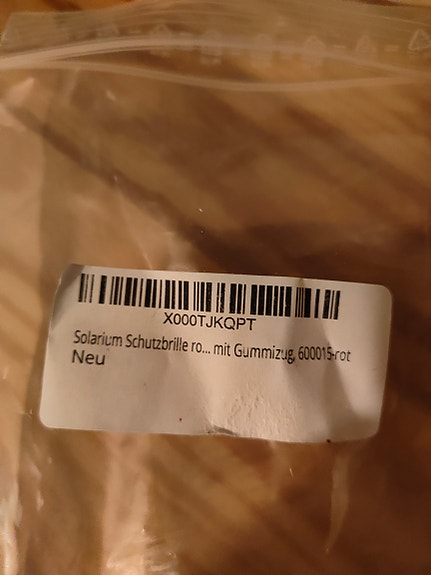 X000TJKQPT
Solarium Schutzbrille ro... mit Gummizug, 600015-rot
Neu